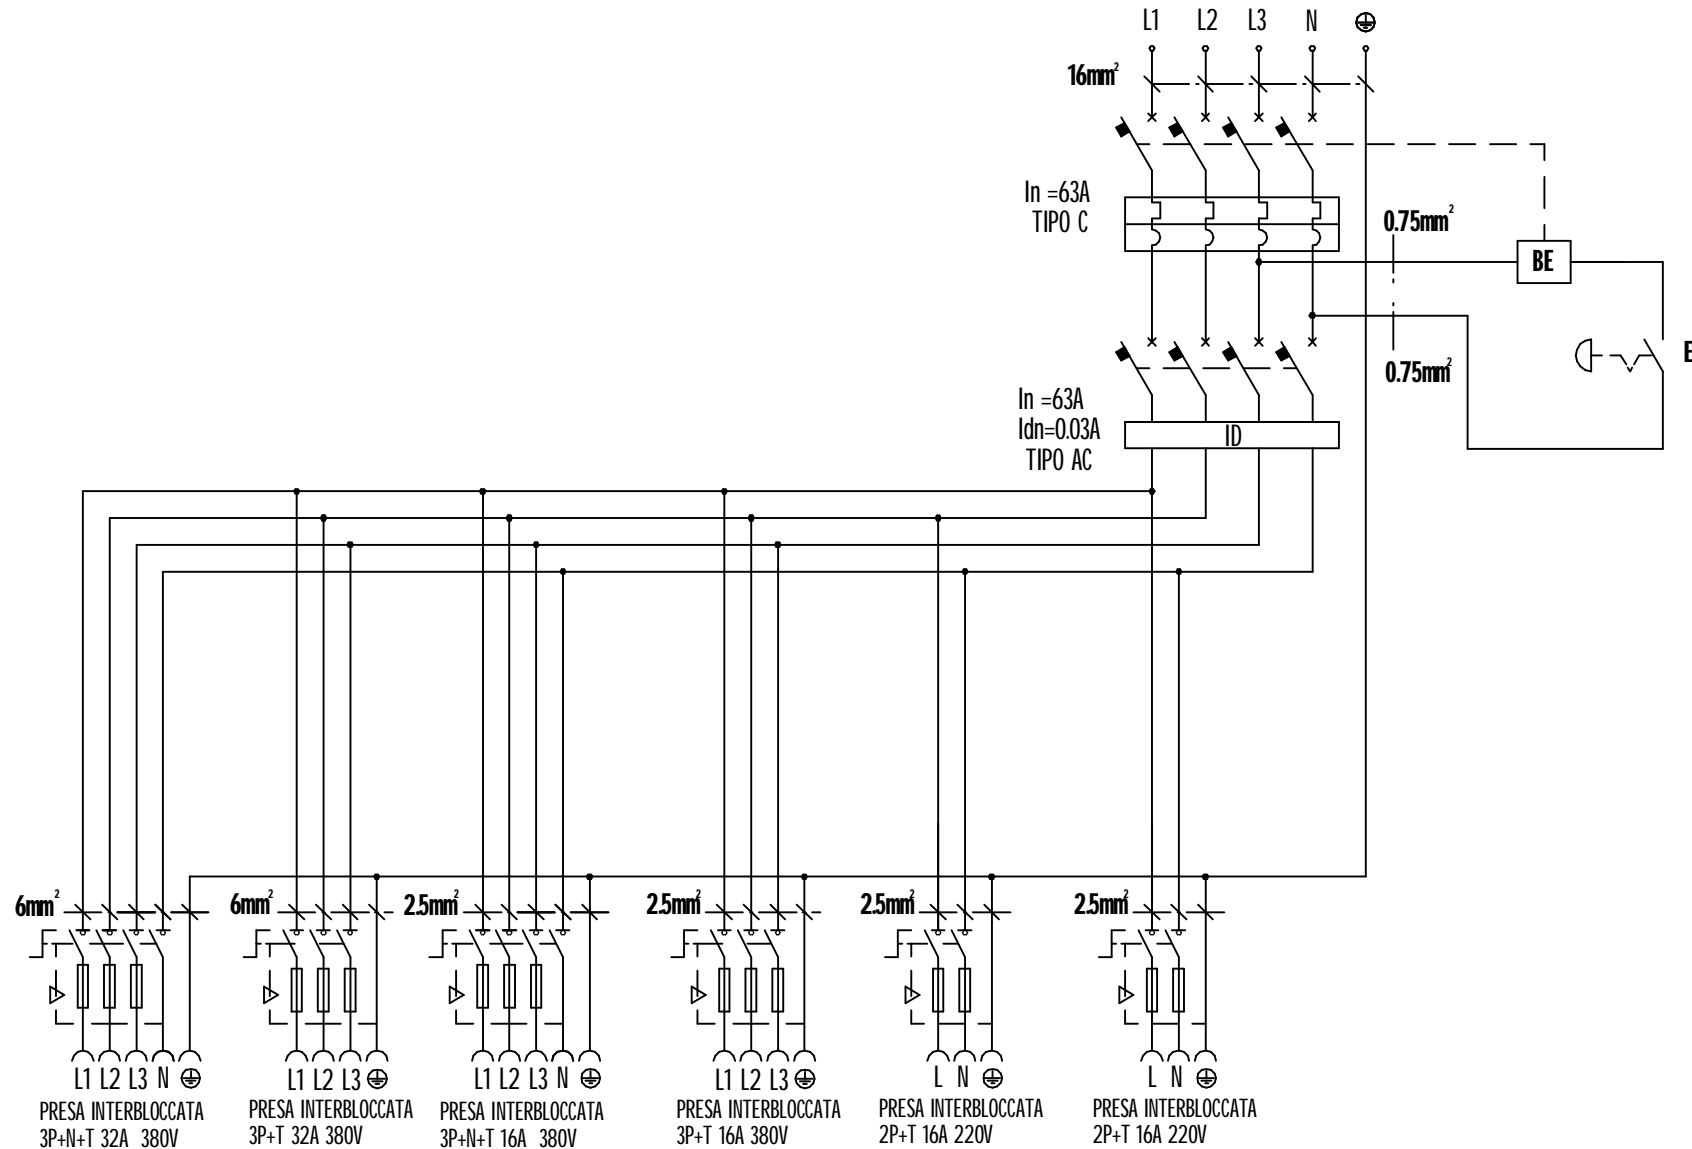 L1 L2 L3 N
16mm²
In =63A
TIPO C
0.75mm²
BE
0.75mm²
E
In =63A
Idn=0.03A
TIPO AC
ID
6mm² 6mm² 2.5mm² 2.5mm² 2.5mm² 2.5mm²
L1 L2 L3 N
PRESA INTERBLOCCATA
3P+N+T 32A 380V
L1 L2 L3
PRESA INTERBLOCCATA
3P+T 32A 380V
L1 L2 L3 N
PRESA INTERBLOCCATA
3P+N+T 16A 380V
L1 L2 L3
PRESA INTERBLOCCATA
3P+T 16A 380V
L N
PRESA INTERBLOCCATA
2P+T 16A 220V
L N
PRESA INTERBLOCCATA
2P+T 16A 220V